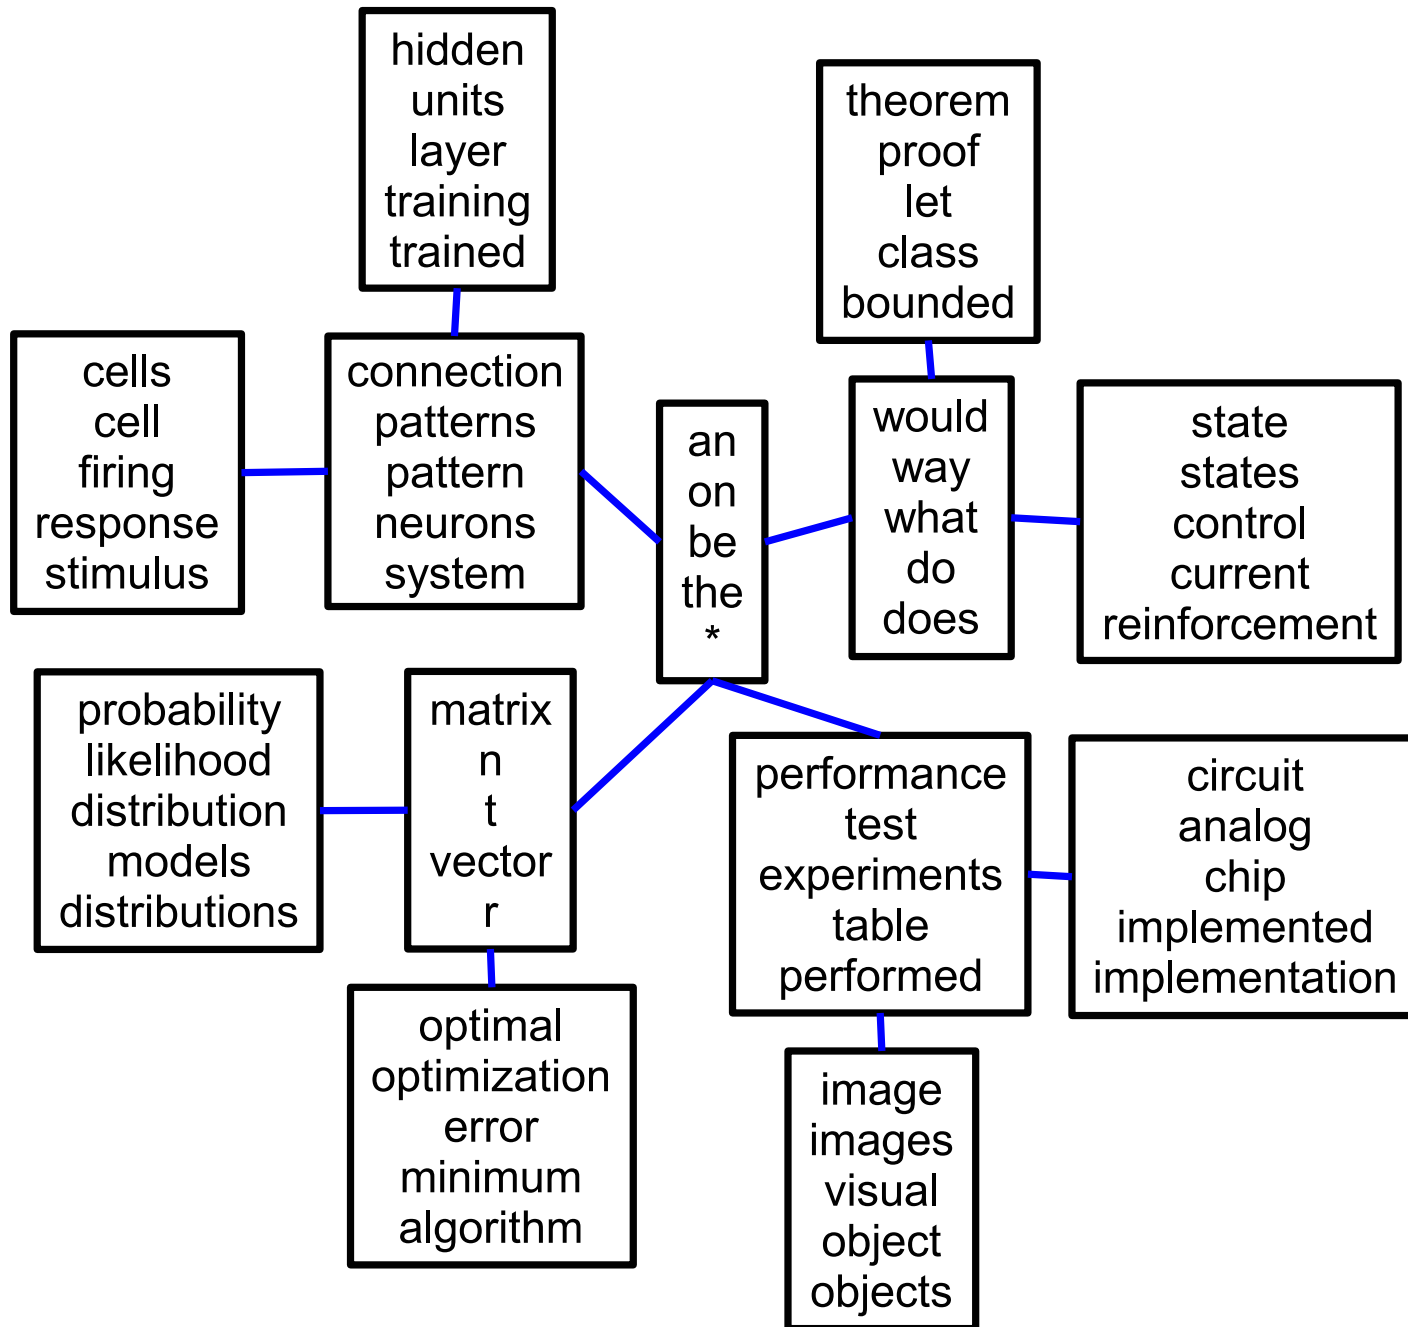 hidden
units
layer
training
trained
theorem
proof
let
class
bounded
cells
cell
firing
response
stimulus
connection
patterns
pattern
neurons
system
an
on
be
the
*
would
way
what
do
does
state
states
control
current
reinforcement
probability
likelihood
distribution
models
distributions
matrix
n
t
vector
r
performance
test
experiments
table
performed
circuit
analog
chip
implemented
implementation
optimal
optimization
error
minimum
algorithm
image
images
visual
object
objects